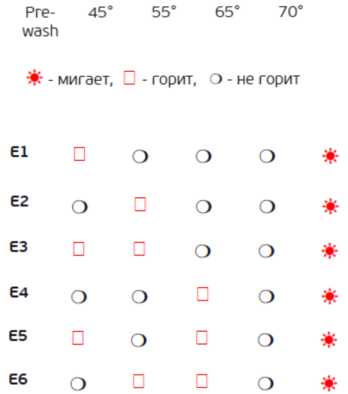 Pre-wash 45° 55° 65° 70°
- мигает, - горит, - не горит
E1
E2
E3
E4
E5
E6